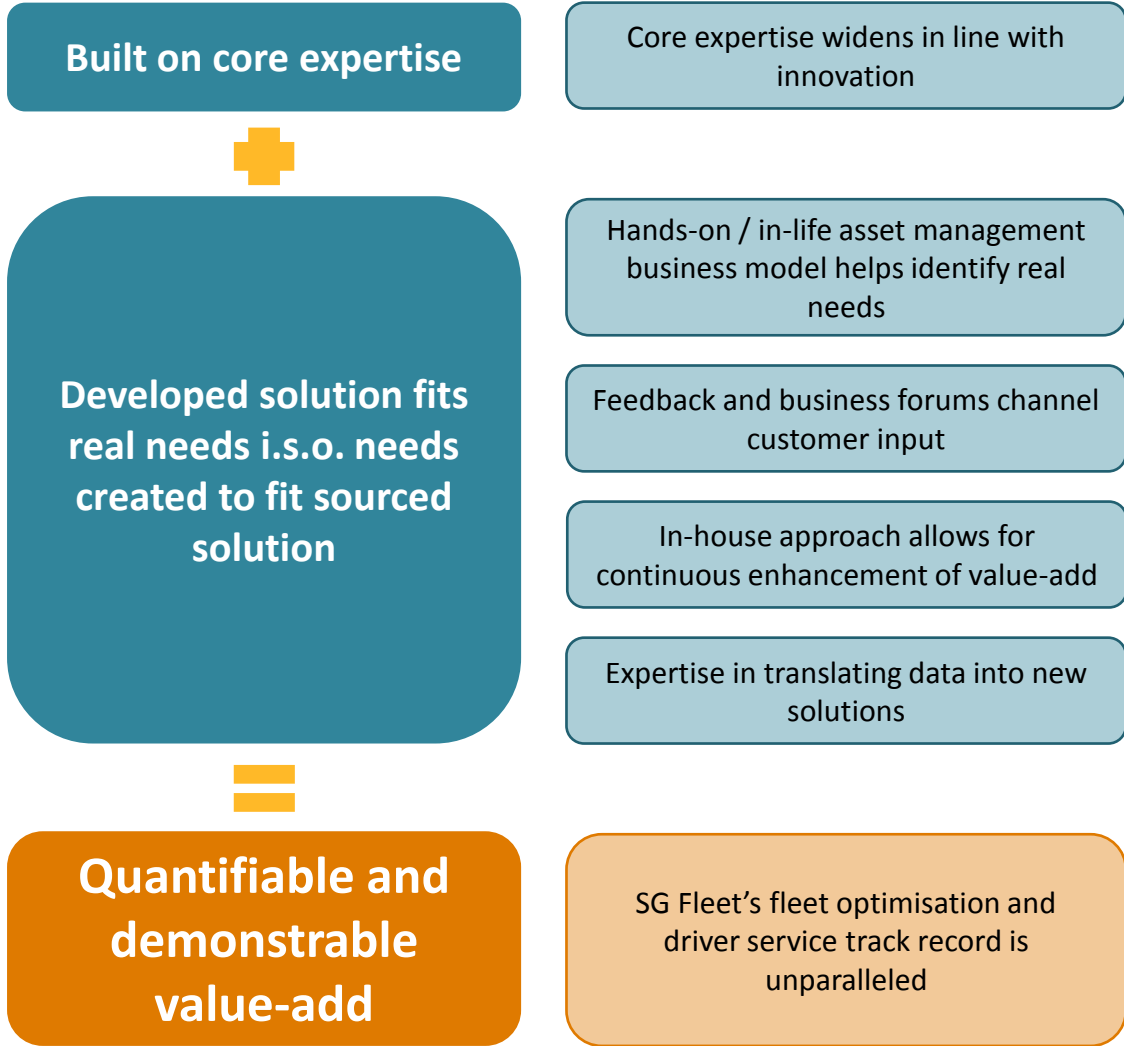 Built on core expertise
Core expertise widens in line with
innovation
Developed solution fits
real needs i.s.o. needs
created to fit sourced
solution
Hands-on / in-life asset management
business model helps identify real
needs
Feedback and business forums channel
customer input
In-house approach allows for
continuous enhancement of value-add
Expertise in translating data into new
solutions
Quantifiable and
demonstrable
value-add
SG Fleet’s fleet optimisation and
driver service track record is
unparalleled